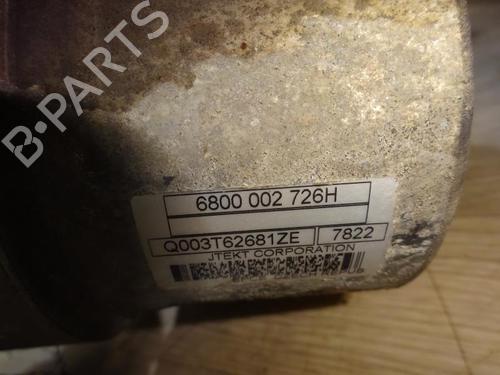 B-PARTS
6800 002 726H
Q003T62681ZE 7822
JTEKT CORPORATION